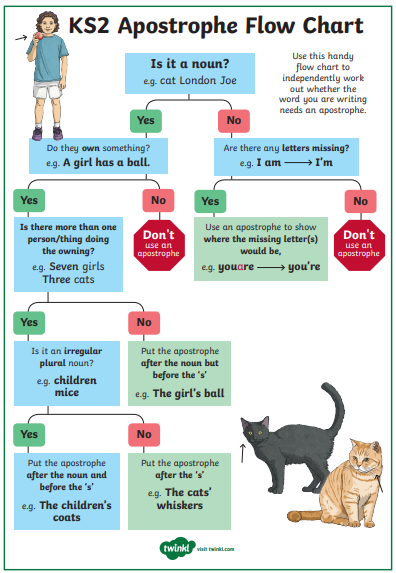 KS2 Apostrophe Flow Chart
Is it a noun?
e.g. cat London Joe
Use this handy
flow chart to
independently work
out whether the
word you are writing
needs an apostrophe.
Yes
No
Do they own something?
e.g. A girl has a ball.
Are there any letters missing?
e.g. I am ⟶ I'm
Yes
No
Yes
No
Is there more than one
person/thing doing
the owning?
e.g. Seven girls
Three cats
Don't
use an
apostrophe
Use an apostrophe to show
where the missing letter(s)
would be,
e.g. youare ⟶ you're
Don't
use an
apostrophe
Yes
No
Is it an irregular
plural noun?
e.g. children
mice
Put the apostrophe
after the noun but
before the 's'
e.g. The girl's ball
Yes
No
Put the apostrophe
after the noun and
before the 's'
e.g. The children's
coats
Put the apostrophe
after the 's'
e.g. The cats'
whiskers
twinkl visit twinkl.com